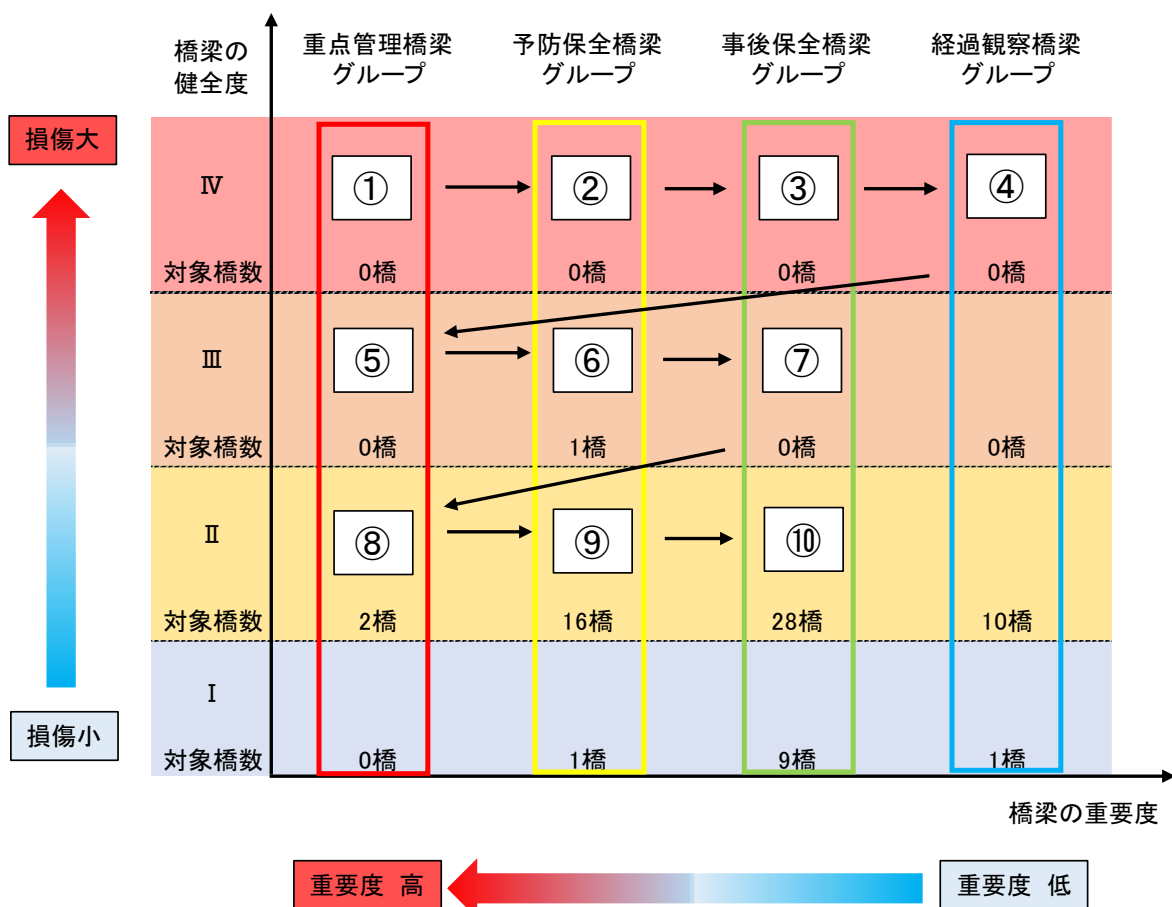 橋梁の
健全度
重点管理橋梁
グループ
予防保全橋梁
グループ
事後保全橋梁
グループ
経過観察橋梁
グループ
損傷大
Ⅳ
①
②
③
④
対象橋数
0橋
0橋
0橋
0橋
Ⅲ
⑤
⑥
⑦
対象橋数
0橋
1橋
0橋
0橋
Ⅱ
⑧
⑨
⑩
対象橋数
2橋
16橋
28橋
10橋
Ⅰ
損傷小
対象橋数
0橋
1橋
9橋
1橋
橋梁の重要度
重要度 高
重要度 低